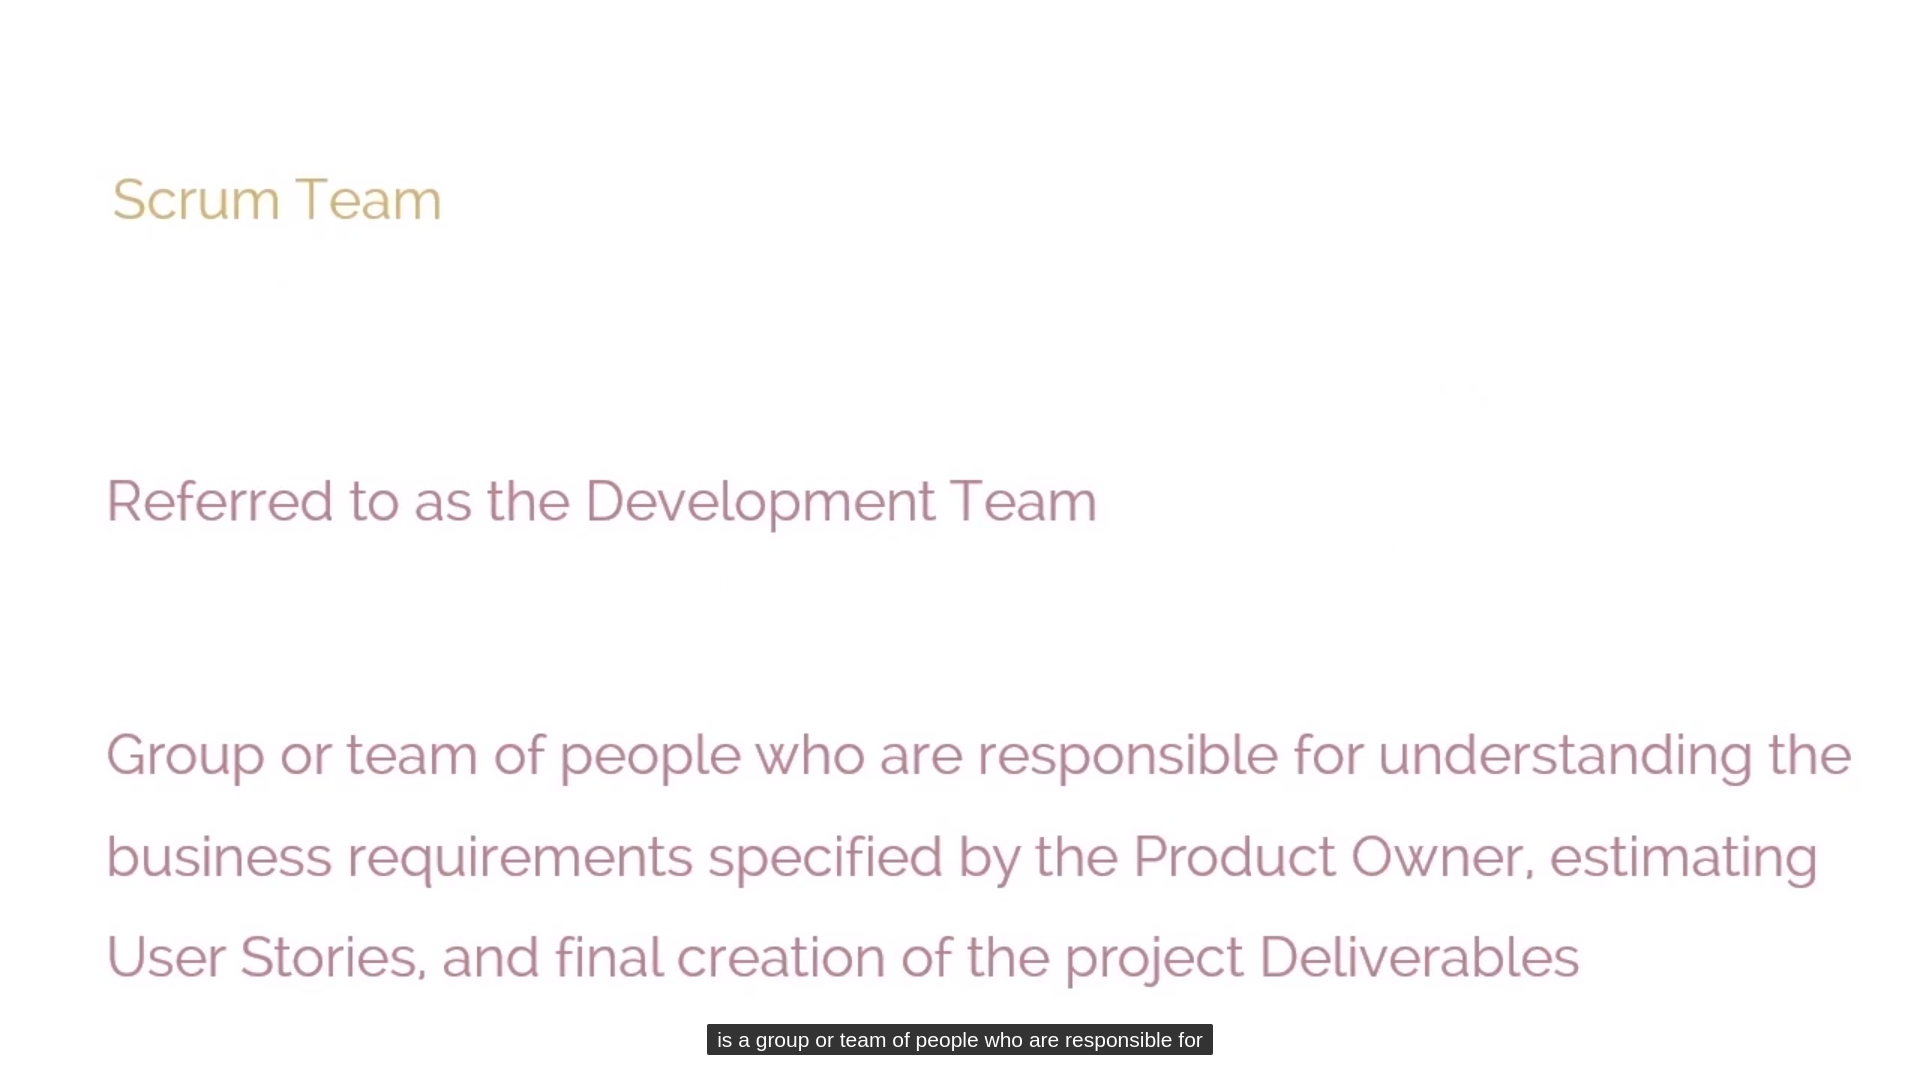 Scrum Team
Referred to as the Development Team
Group or team of people who are responsible for understanding the
business requirements specified by the Product Owner, estimating
User Stories, and final creation of the project Deliverables
is a group or team of people who are responsible for